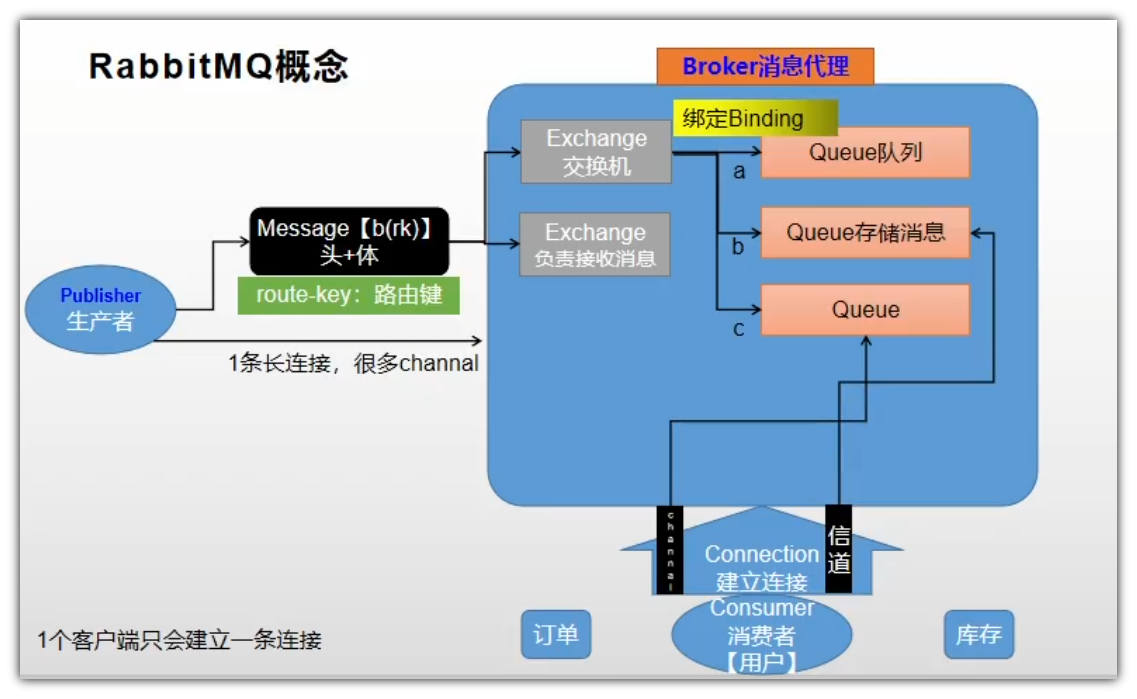 RabbitMQ概念
Broker消息代理
绑定Binding
Exchange
交换机
Queue队列
a
Message【b(rk)】
头+体
Exchange
负责接收消息
Queue存储消息
b
route-key：路由键
Publisher
生产者
Queue
c
1条长连接，很多channal
channal
信道
Connection
建立连接
Consumer
消费者
【用户】
订单
库存
1个客户端只会建立一条连接